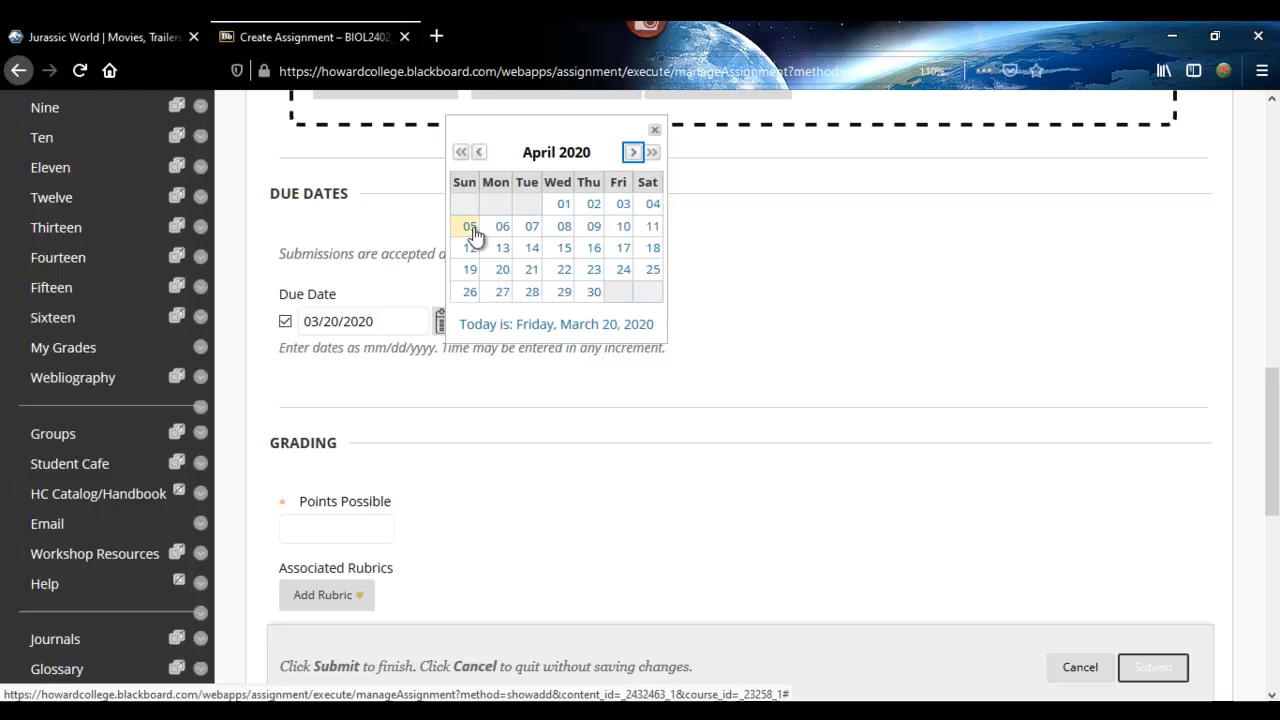 Jurassic World | Movies, Trailers
Create Assignment – BIOL2402_
https://howardcollege.blackboard.com/webapps/assignment/execute/manageAssignment?method=
110%
Nine
Ten
Eleven
Twelve
Thirteen
Fourteen
Fifteen
Sixteen
My Grades
Webliography
Groups
Student Cafe
HC Catalog/Handbook
Email
Workshop Resources
Help
Journals
Glossary
April 2020
Sun Mon Tue Wed Thu Fri Sat
01 02 03 04
05 06 07 08 09 10 11
12 13 14 15 16 17 18
19 20 21 22 23 24 25
26 27 28 29 30
Today is: Friday, March 20, 2020
DUE DATES
Submissions are accepted a
Due Date
03/20/2020
Enter dates as mm/dd/yyyy. Time may be entered in any increment.
GRADING
* Points Possible
Associated Rubrics
Add Rubric
Click Submit to finish. Click Cancel to quit without saving changes.
Cancel
Submit
https://howardcollege.blackboard.com/webapps/assignment/execute/manageAssignment?method=showadd&content_id=_2432463_1&course_id=_23258_1#